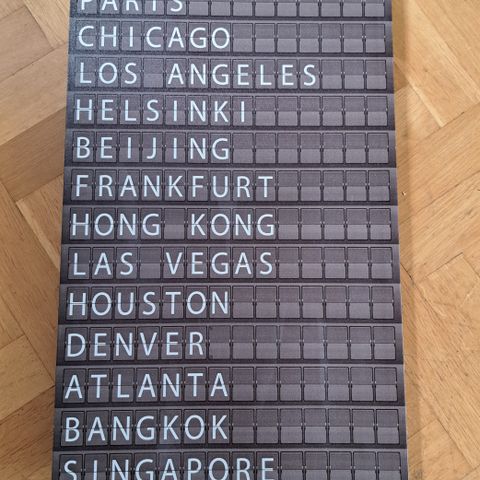 PARIS
CHICAGO
LOS ANGELES
HELSINKI
BEIJING
FRANKFURT
HONG KONG
LAS VEGAS
HOUSTON
DENVER
ATLANTA
BANGKOK
SINGAPORE